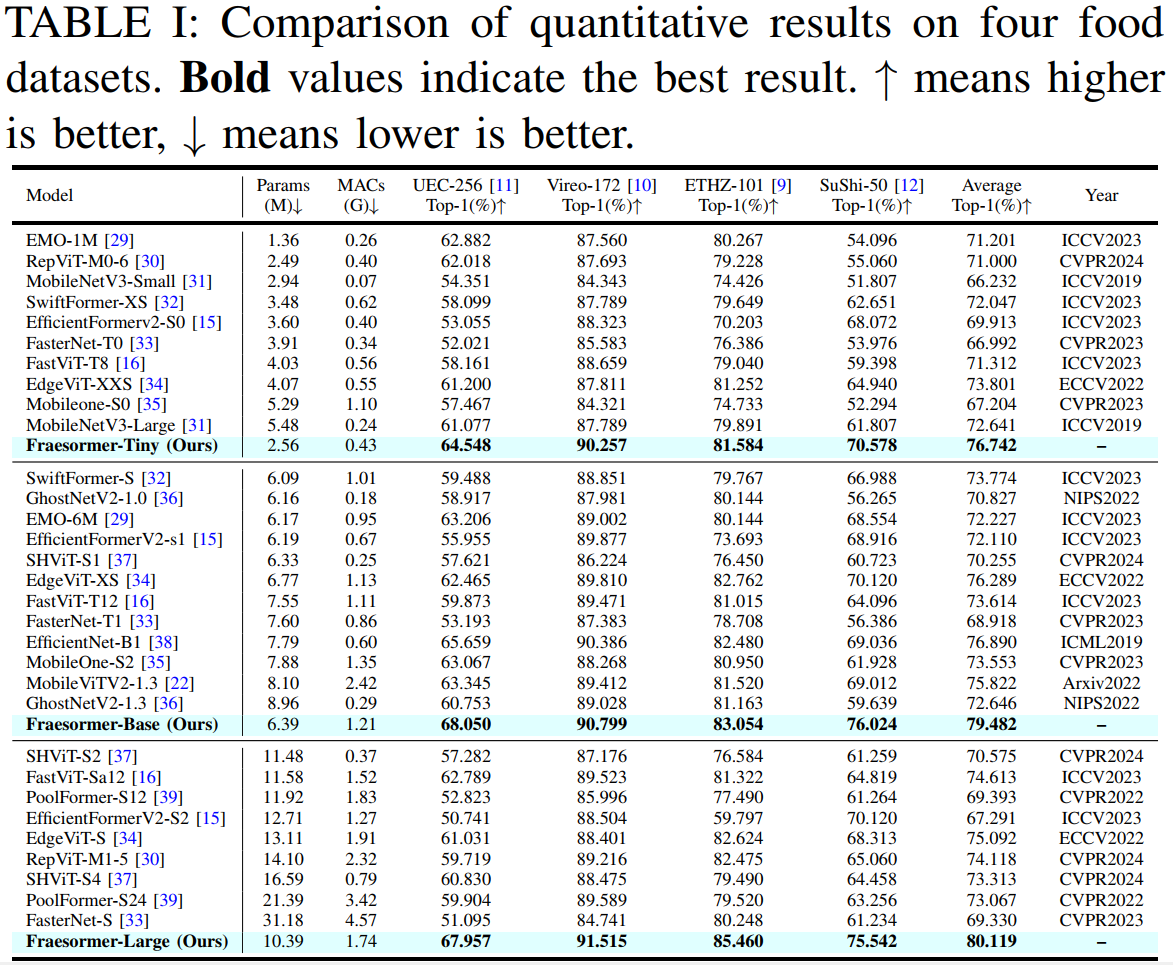 TABLE I: Comparison of quantitative results on four food
datasets. Bold values indicate the best result. ↑ means higher
is better, ↓ means lower is better.
Model Params (M)↓ MACs (G)↓ UEC-256 [11] Top-1(%)↑ Vireo-172 [10] Top-1(%)↑ ETHZ-101 [9] Top-1(%)↑ SuShi-50 [12] Top-1(%)↑ Average Top-1(%)↑ Year
EMO-1M [29] 1.36 0.26 62.882 87.560 80.267 54.096 71.201 ICCV2023
RepViT-M0-6 [30] 2.49 0.40 62.018 87.693 79.228 55.060 71.000 CVPR2024
MobileNetV3-Small [31] 2.94 0.07 54.351 84.343 74.426 51.807 66.232 ICCV2019
SwiftFormer-XS [32] 3.48 0.62 58.099 87.789 79.649 62.651 72.047 ICCV2023
EfficientFormerv2-S0 [15] 3.60 0.40 53.055 88.323 70.203 68.072 69.913 ICCV2023
FasterNet-T0 [33] 3.91 0.34 52.021 85.583 76.386 53.976 66.992 CVPR2023
FastViT-T8 [16] 4.03 0.56 58.161 88.659 79.040 59.398 71.312 ICCV2023
EdgeViT-XXS [34] 4.07 0.55 61.200 87.811 81.252 64.940 73.801 ECCV2022
Mobileone-S0 [35] 5.29 1.10 57.467 84.321 74.733 52.294 67.204 CVPR2023
MobileNetV3-Large [31] 5.48 0.24 61.077 87.789 79.891 61.807 72.641 ICCV2019
Fraesormer-Tiny (Ours) 2.56 0.43 64.548 90.257 81.584 70.578 76.742 –
SwiftFormer-S [32] 6.09 1.01 59.488 88.851 79.767 66.988 73.774 ICCV2023
GhostNetV2-1.0 [36] 6.16 0.18 58.917 87.981 80.144 56.265 70.827 NIPS2022
EMO-6M [29] 6.17 0.95 63.206 89.002 80.144 68.554 72.227 ICCV2023
EfficientFormerV2-s1 [15] 6.19 0.67 55.955 89.877 73.693 68.916 72.110 ICCV2023
SHViT-S1 [37] 6.33 0.25 57.621 86.224 76.450 60.723 70.255 CVPR2024
EdgeViT-XS [34] 6.77 1.13 62.465 89.810 82.762 70.120 76.289 ECCV2022
FastViT-T12 [16] 7.55 1.11 59.873 89.471 81.015 64.096 73.614 ICCV2023
FasterNet-T1 [33] 7.60 0.86 53.193 87.383 78.708 56.386 68.918 CVPR2023
EfficientNet-B1 [38] 7.79 0.60 65.659 90.386 82.480 69.036 76.890 ICML2019
MobileOne-S2 [35] 7.88 1.35 63.067 88.268 80.950 61.928 73.553 CVPR2023
MobileViTV2-1.3 [22] 8.10 2.42 63.345 89.412 81.520 69.012 75.822 Arxiv2022
GhostNetV2-1.3 [36] 8.96 0.29 60.753 89.028 81.163 59.639 72.646 NIPS2022
Fraesormer-Base (Ours) 6.39 1.21 68.050 90.799 83.054 76.024 79.482 –
SHViT-S2 [37] 11.48 0.37 57.282 87.176 76.584 61.259 70.575 CVPR2024
FastViT-Sa12 [16] 11.58 1.52 62.789 89.523 81.322 64.819 74.613 ICCV2023
PoolFormer-S12 [39] 11.92 1.83 52.823 85.996 77.490 61.264 69.393 CVPR2022
EfficientFormerV2-S2 [15] 12.71 1.27 50.741 88.504 59.797 70.120 67.291 ICCV2023
EdgeViT-S [34] 13.11 1.91 61.031 88.401 82.624 68.313 75.092 ECCV2022
RepViT-M1-5 [30] 14.10 2.32 59.719 89.216 82.475 65.060 74.118 CVPR2024
SHViT-S4 [37] 16.59 0.79 60.830 88.475 79.490 64.458 73.313 CVPR2024
PoolFormer-S24 [39] 21.39 3.42 59.904 89.589 79.520 63.256 73.067 CVPR2022
FasterNet-S [33] 31.18 4.57 51.095 84.741 80.248 61.234 69.330 CVPR2023
Fraesormer-Large (Ours) 10.39 1.74 67.957 91.515 85.460 75.542 80.119 –